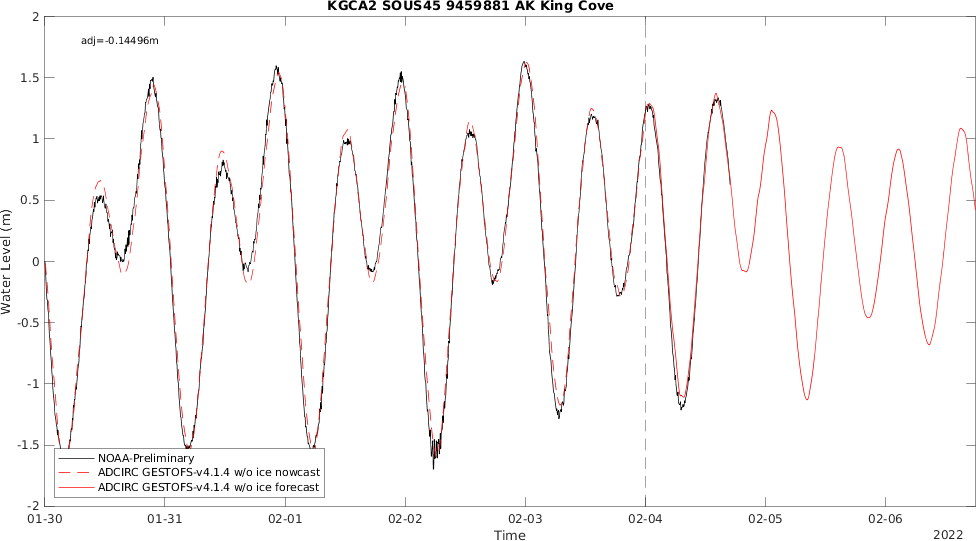 KGCA2 SOUS45 9459881 AK King Cove
adj=-0.14496m
2
1.5
1
0.5
0
-0.5
-1
-1.5
-2
Water Level (m)
NOAA-Preliminary
ADCIRC GESTOFS-v4.1.4 w/o ice nowcast
ADCIRC GESTOFS-v4.1.4 w/o ice forecast
01-30 01-31 02-01 02-02 02-03 02-04 02-05 02-06
Time
2022